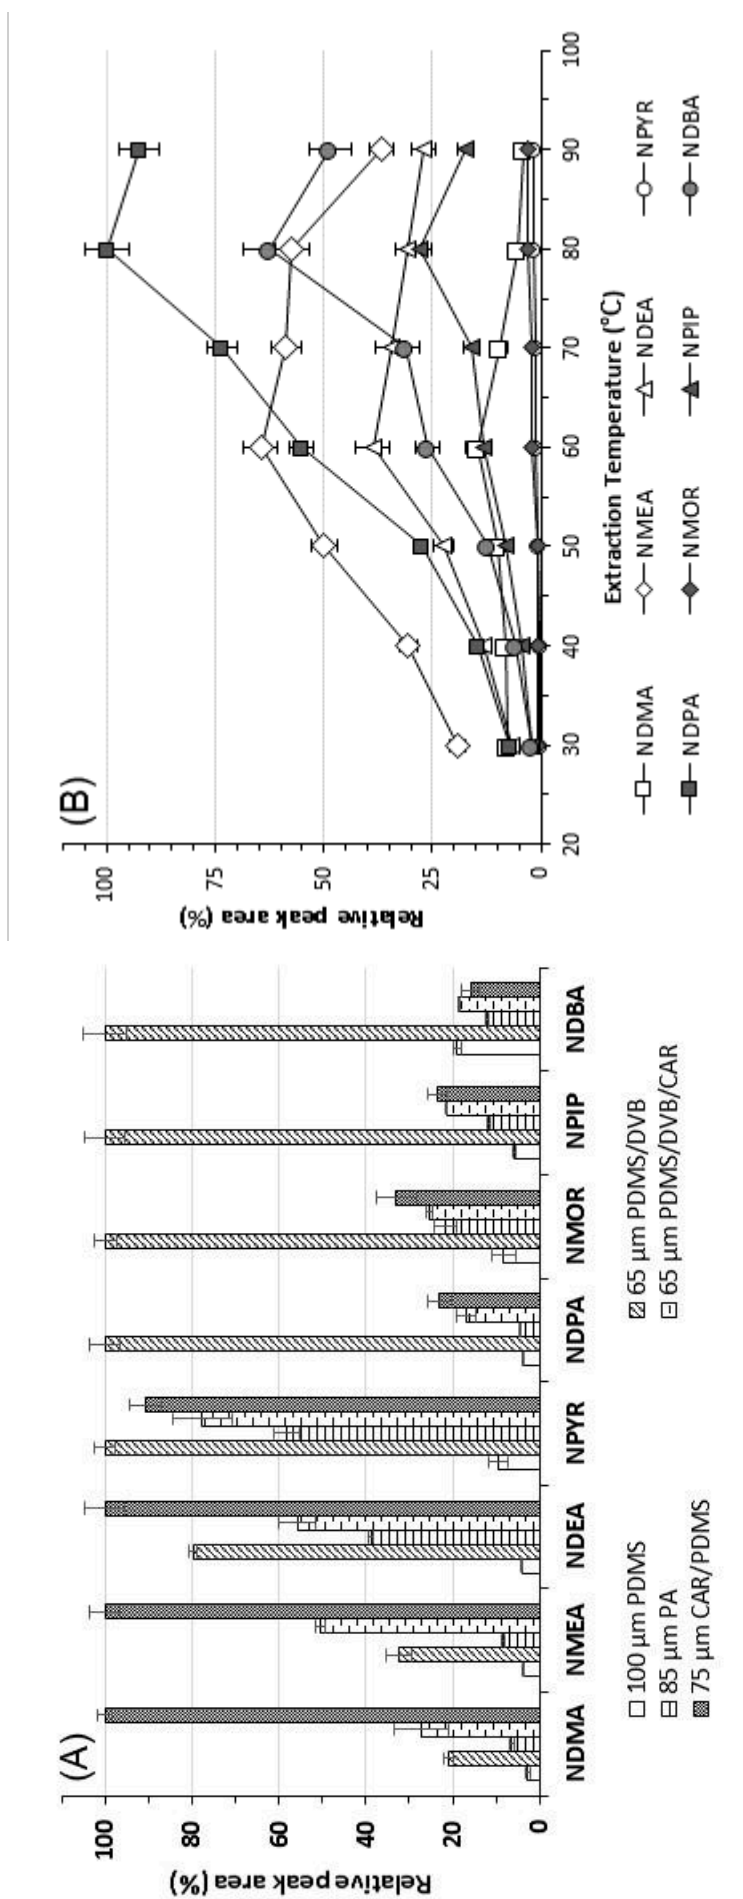 (A)
Relative peak area (%)
100
80
60
40
20
0
NDMA
NMEA
NDEA
NPYR
NDPA
NMOR
NPIP
NDBA
100 µm PDMS
65 µm PDMS/DVB
85 µm PA
65 µm PDMS/DVB/CAR
75 µm CAR/PDMS
(B)
Relative peak area (%)
100
75
50
25
0
20
30
40
50
60
70
80
90
100
Extraction Temperature (°C)
NDMA
NMEA
NDEA
NPYR
NDPA
NMOR
NPIP
NDBA